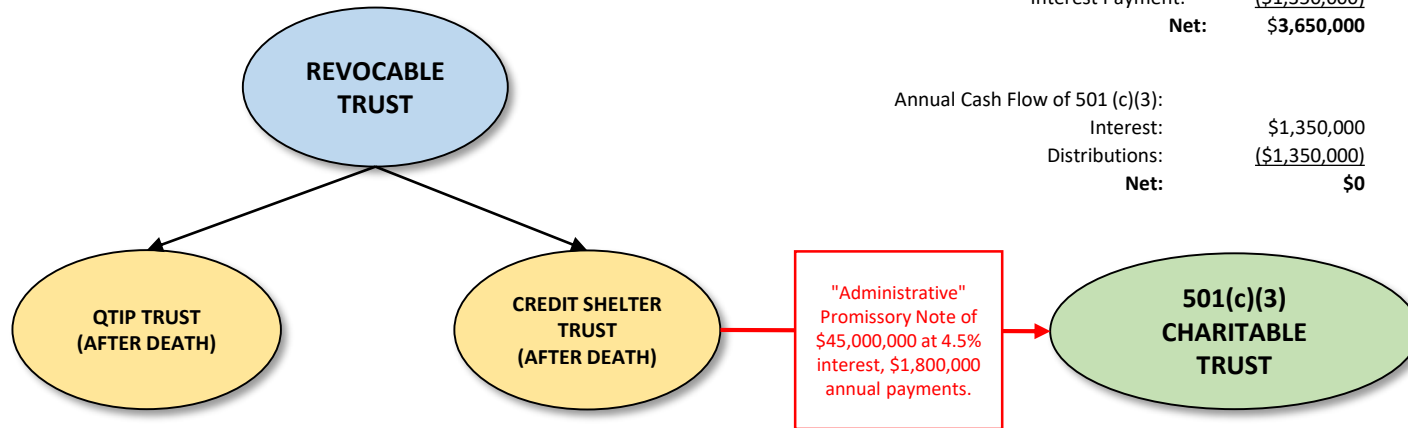 Interest Payment:
Net: $3,650,000
REVOCABLE
TRUST
Annual Cash Flow of 501 (c)(3):
Interest: $1,350,000
Distributions: ($1,350,000)
Net: $0
QTIP TRUST
(AFTER DEATH)
CREDIT SHELTER
TRUST
(AFTER DEATH)
"Administrative"
Promissory Note of
$45,000,000 at 4.5%
interest, $1,800,000
annual payments.
501(c)(3)
CHARITABLE
TRUST